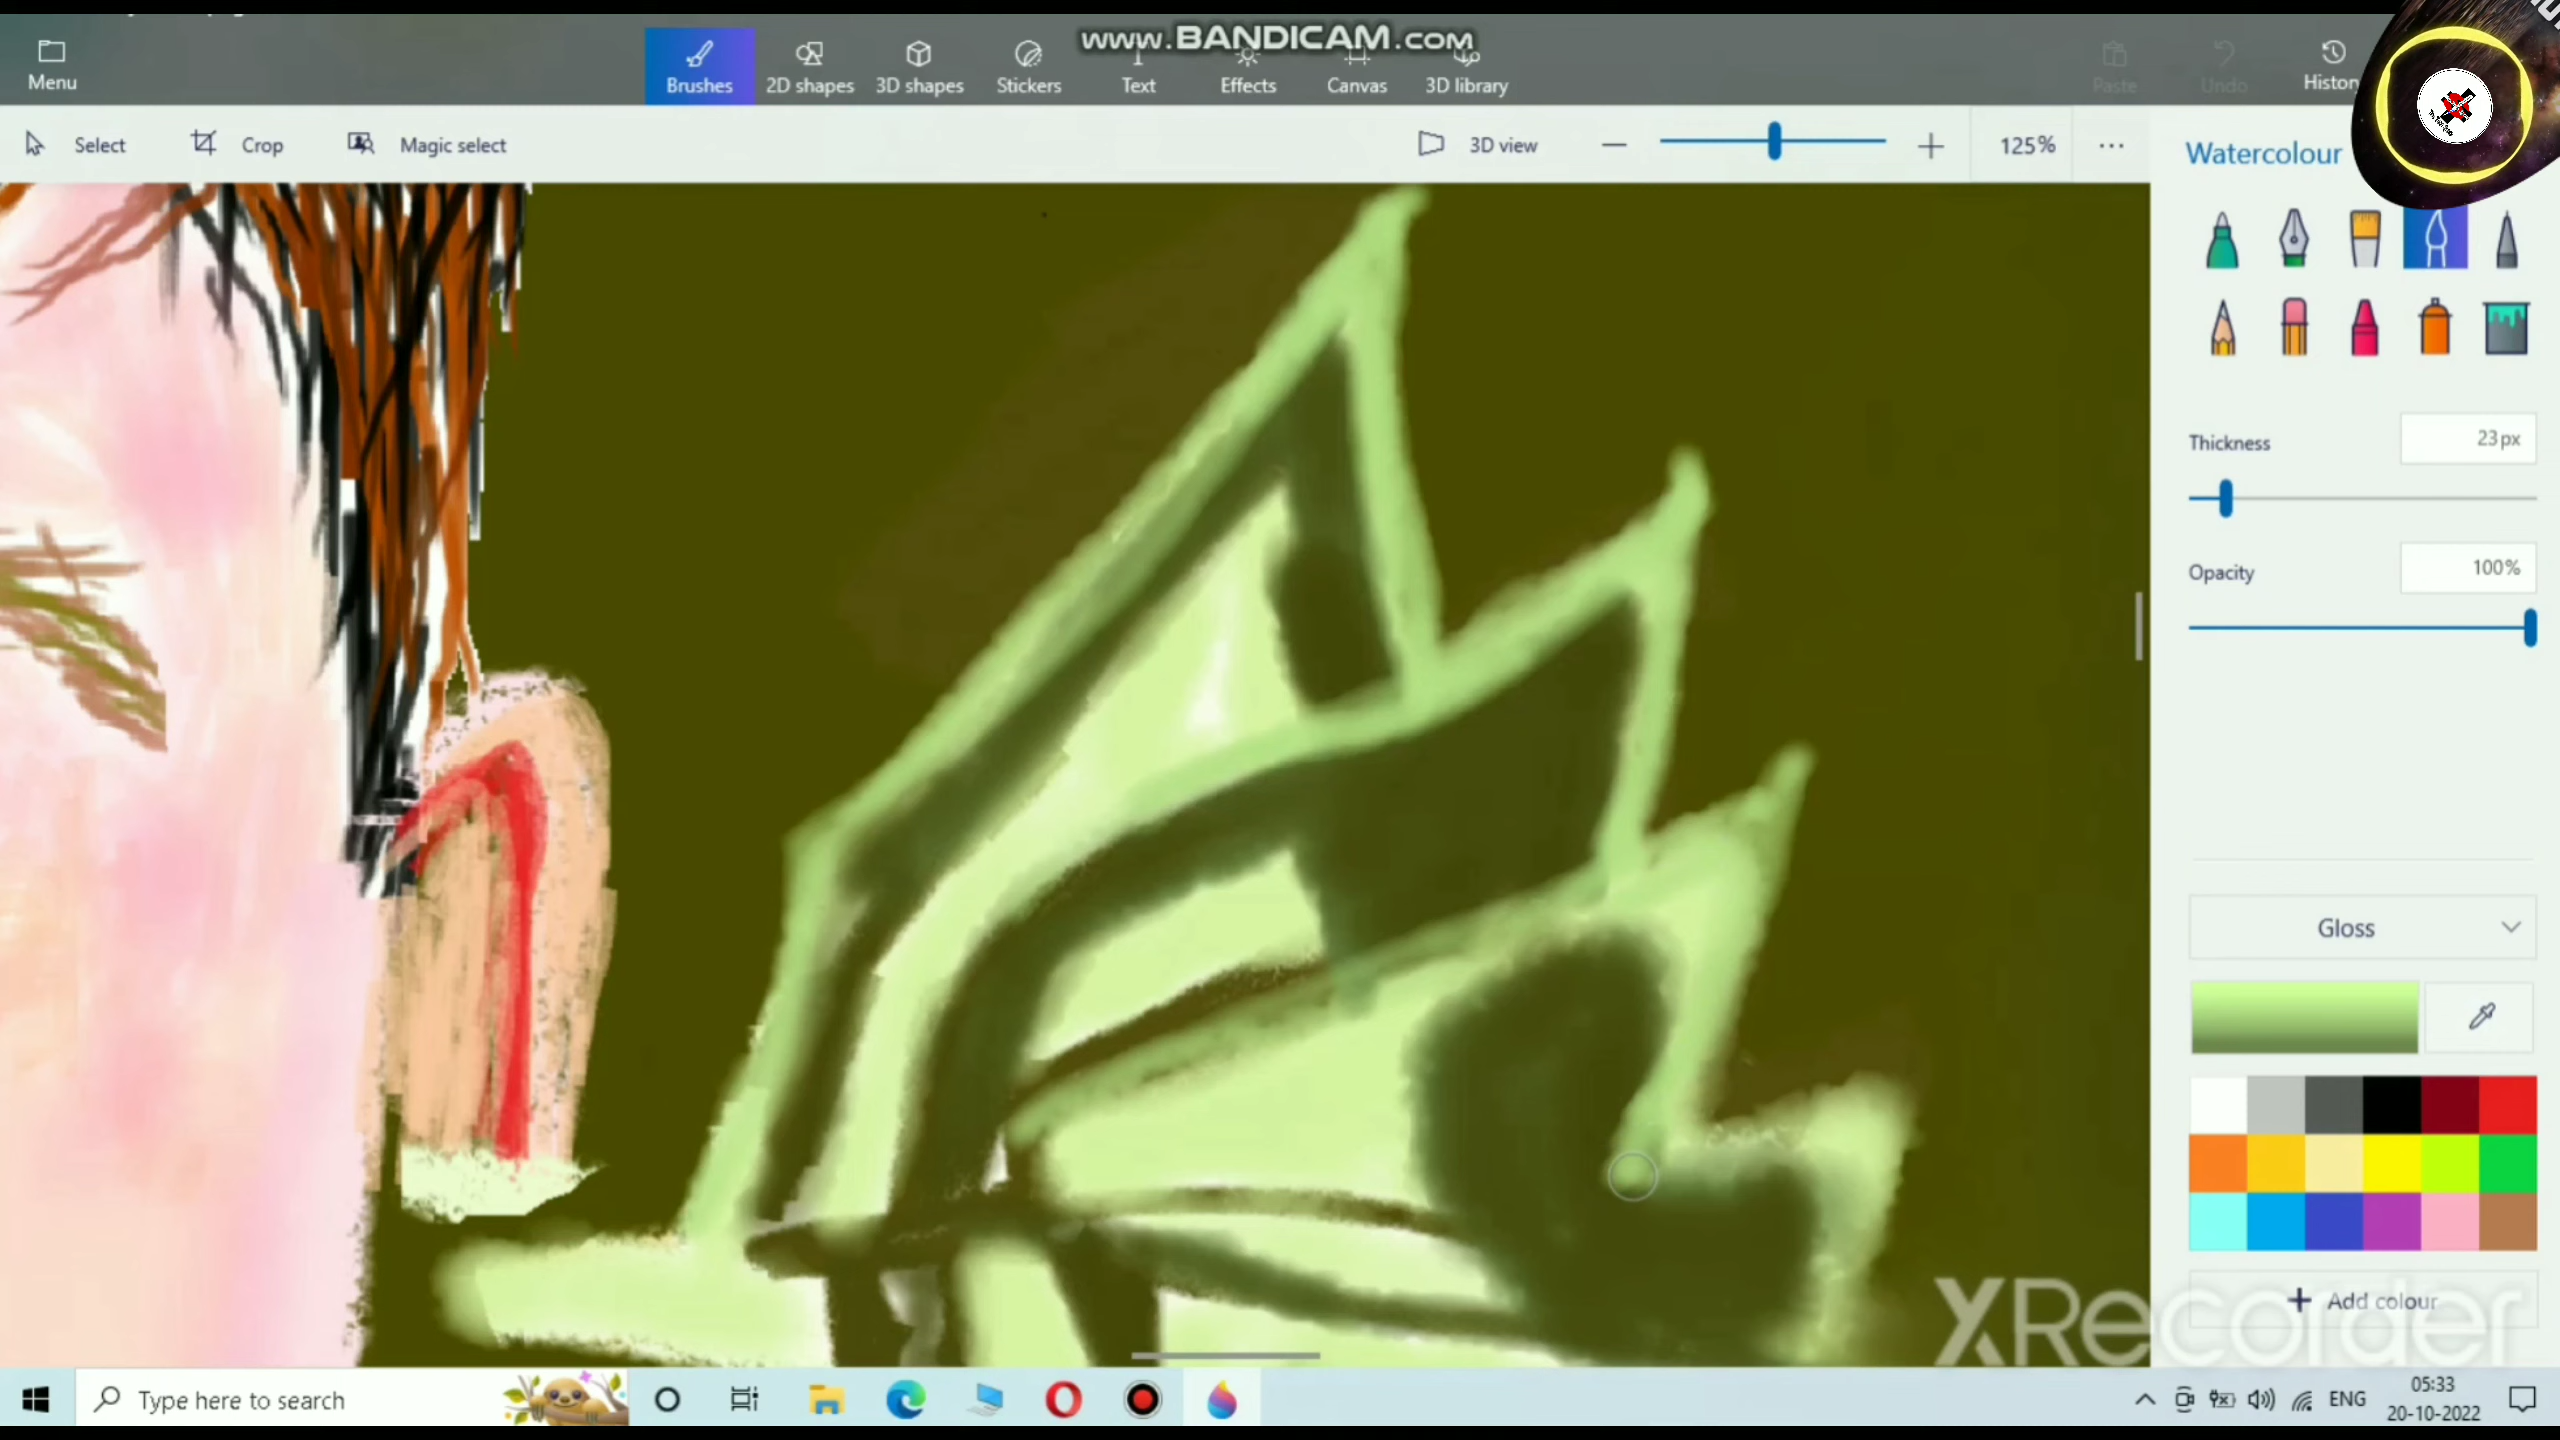 www.BANDICAM.com
Menu
Brushes
2D shapes
3D shapes
Stickers
Text
Effects
Canvas
3D library
Paste
Undo
Select
Crop
Magic select
3D view
125%
Watercolour
Thickness
23px
Opacity
100%
Gloss
Add colour
XRecorder
Type here to search
ENG
05:33
20-10-2022